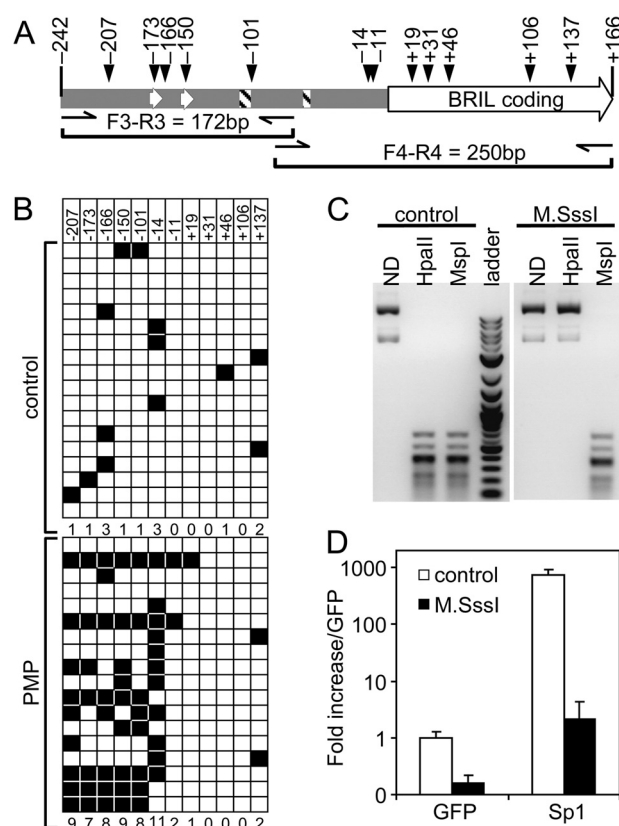 A
-242
-207
-173
-166
-150
-101
-14
-11
+19
+31
+46
+106
+137
+166
BRIL coding
F3-R3 = 172bp
F4-R4 = 250bp
B
-207 -173 -166 -150 -101 -14 -11 +19 +31 +46 +106 +137
control
1 1 3 1 1 3 0 0 0 1 0 2
PMP
9 7 8 9 8 11 2 1 0 0 0 2
C
control M.SssI
ND HpaII MspI ladder ND HpaII MspI
D
Fold increase/GFP
1000
100
10
1
0
control
M.SssI
GFP Sp1